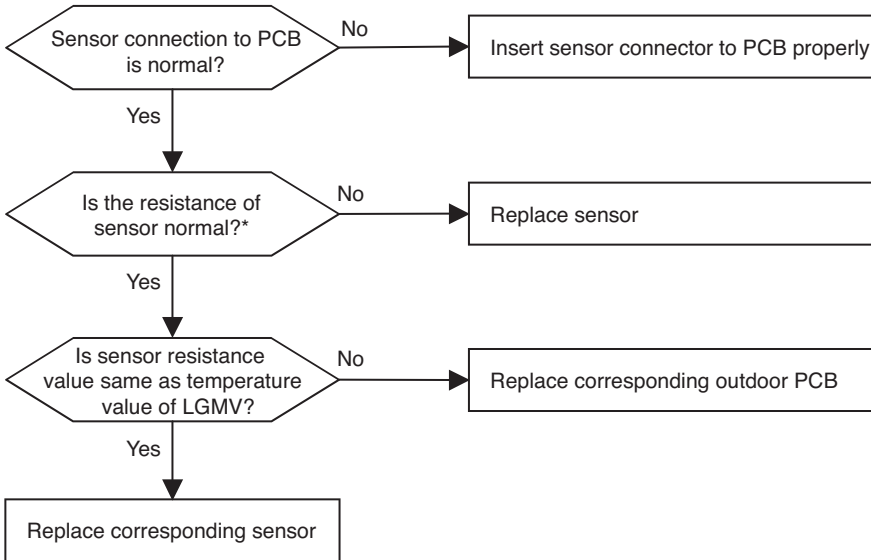 Sensor connection to PCB
is normal?
No
Insert sensor connector to PCB properly
Yes
Is the resistance of
sensor normal?*
No
Replace sensor
Yes
Is sensor resistance
value same as temperature
value of LGMV?
No
Replace corresponding outdoor PCB
Yes
Replace corresponding sensor